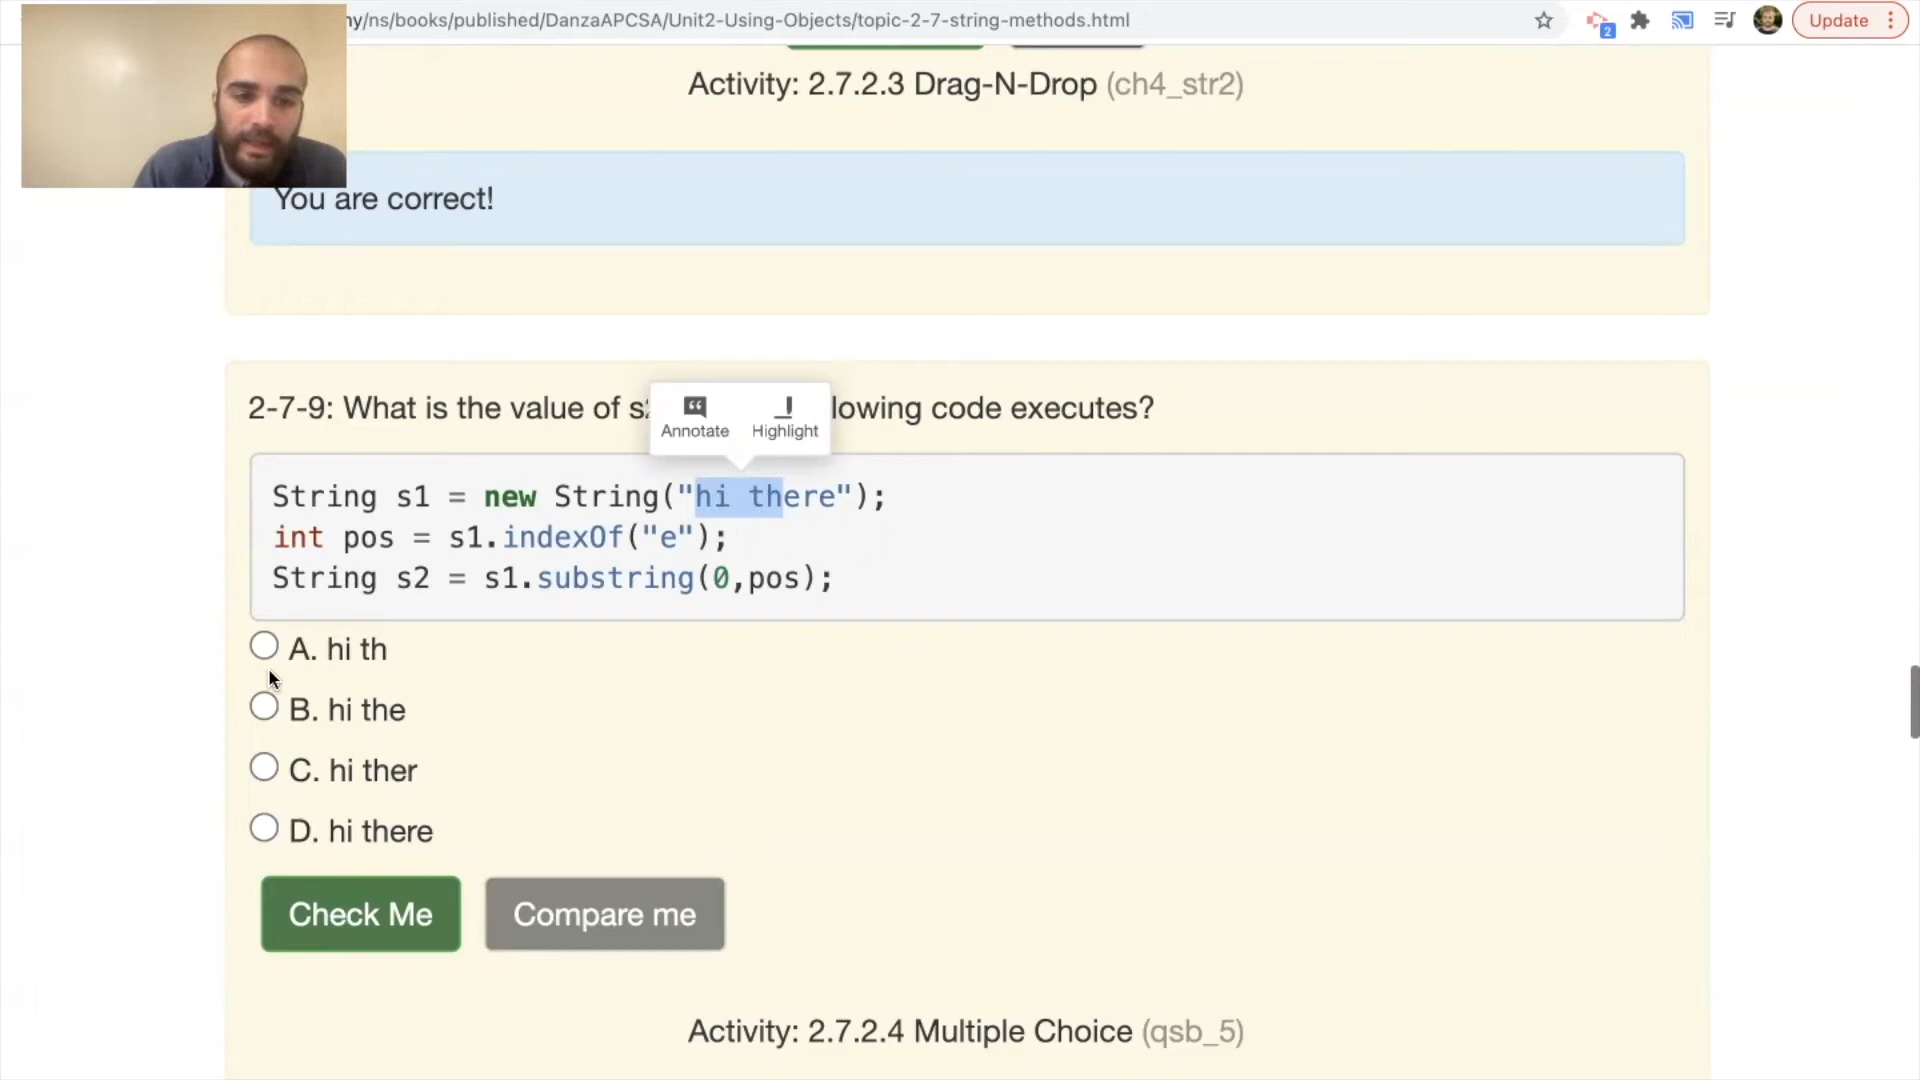 ny/ns/books/published/DanzaAPCSA/Unit2-Using-Objects/topic-2-7-string-methods.html
2
Update
Activity: 2.7.2.3 Drag-N-Drop (ch4_str2)
You are correct!
Annotate Highlight
2-7-9: What is the value of s lowing code executes?
String s1 = new String("hi there");
int pos = s1.indexOf("e");
String s2 = s1.substring(0,pos);
A. hi th
B. hi the
C. hi ther
D. hi there
Check Me Compare me
Activity: 2.7.2.4 Multiple Choice (qsb_5)